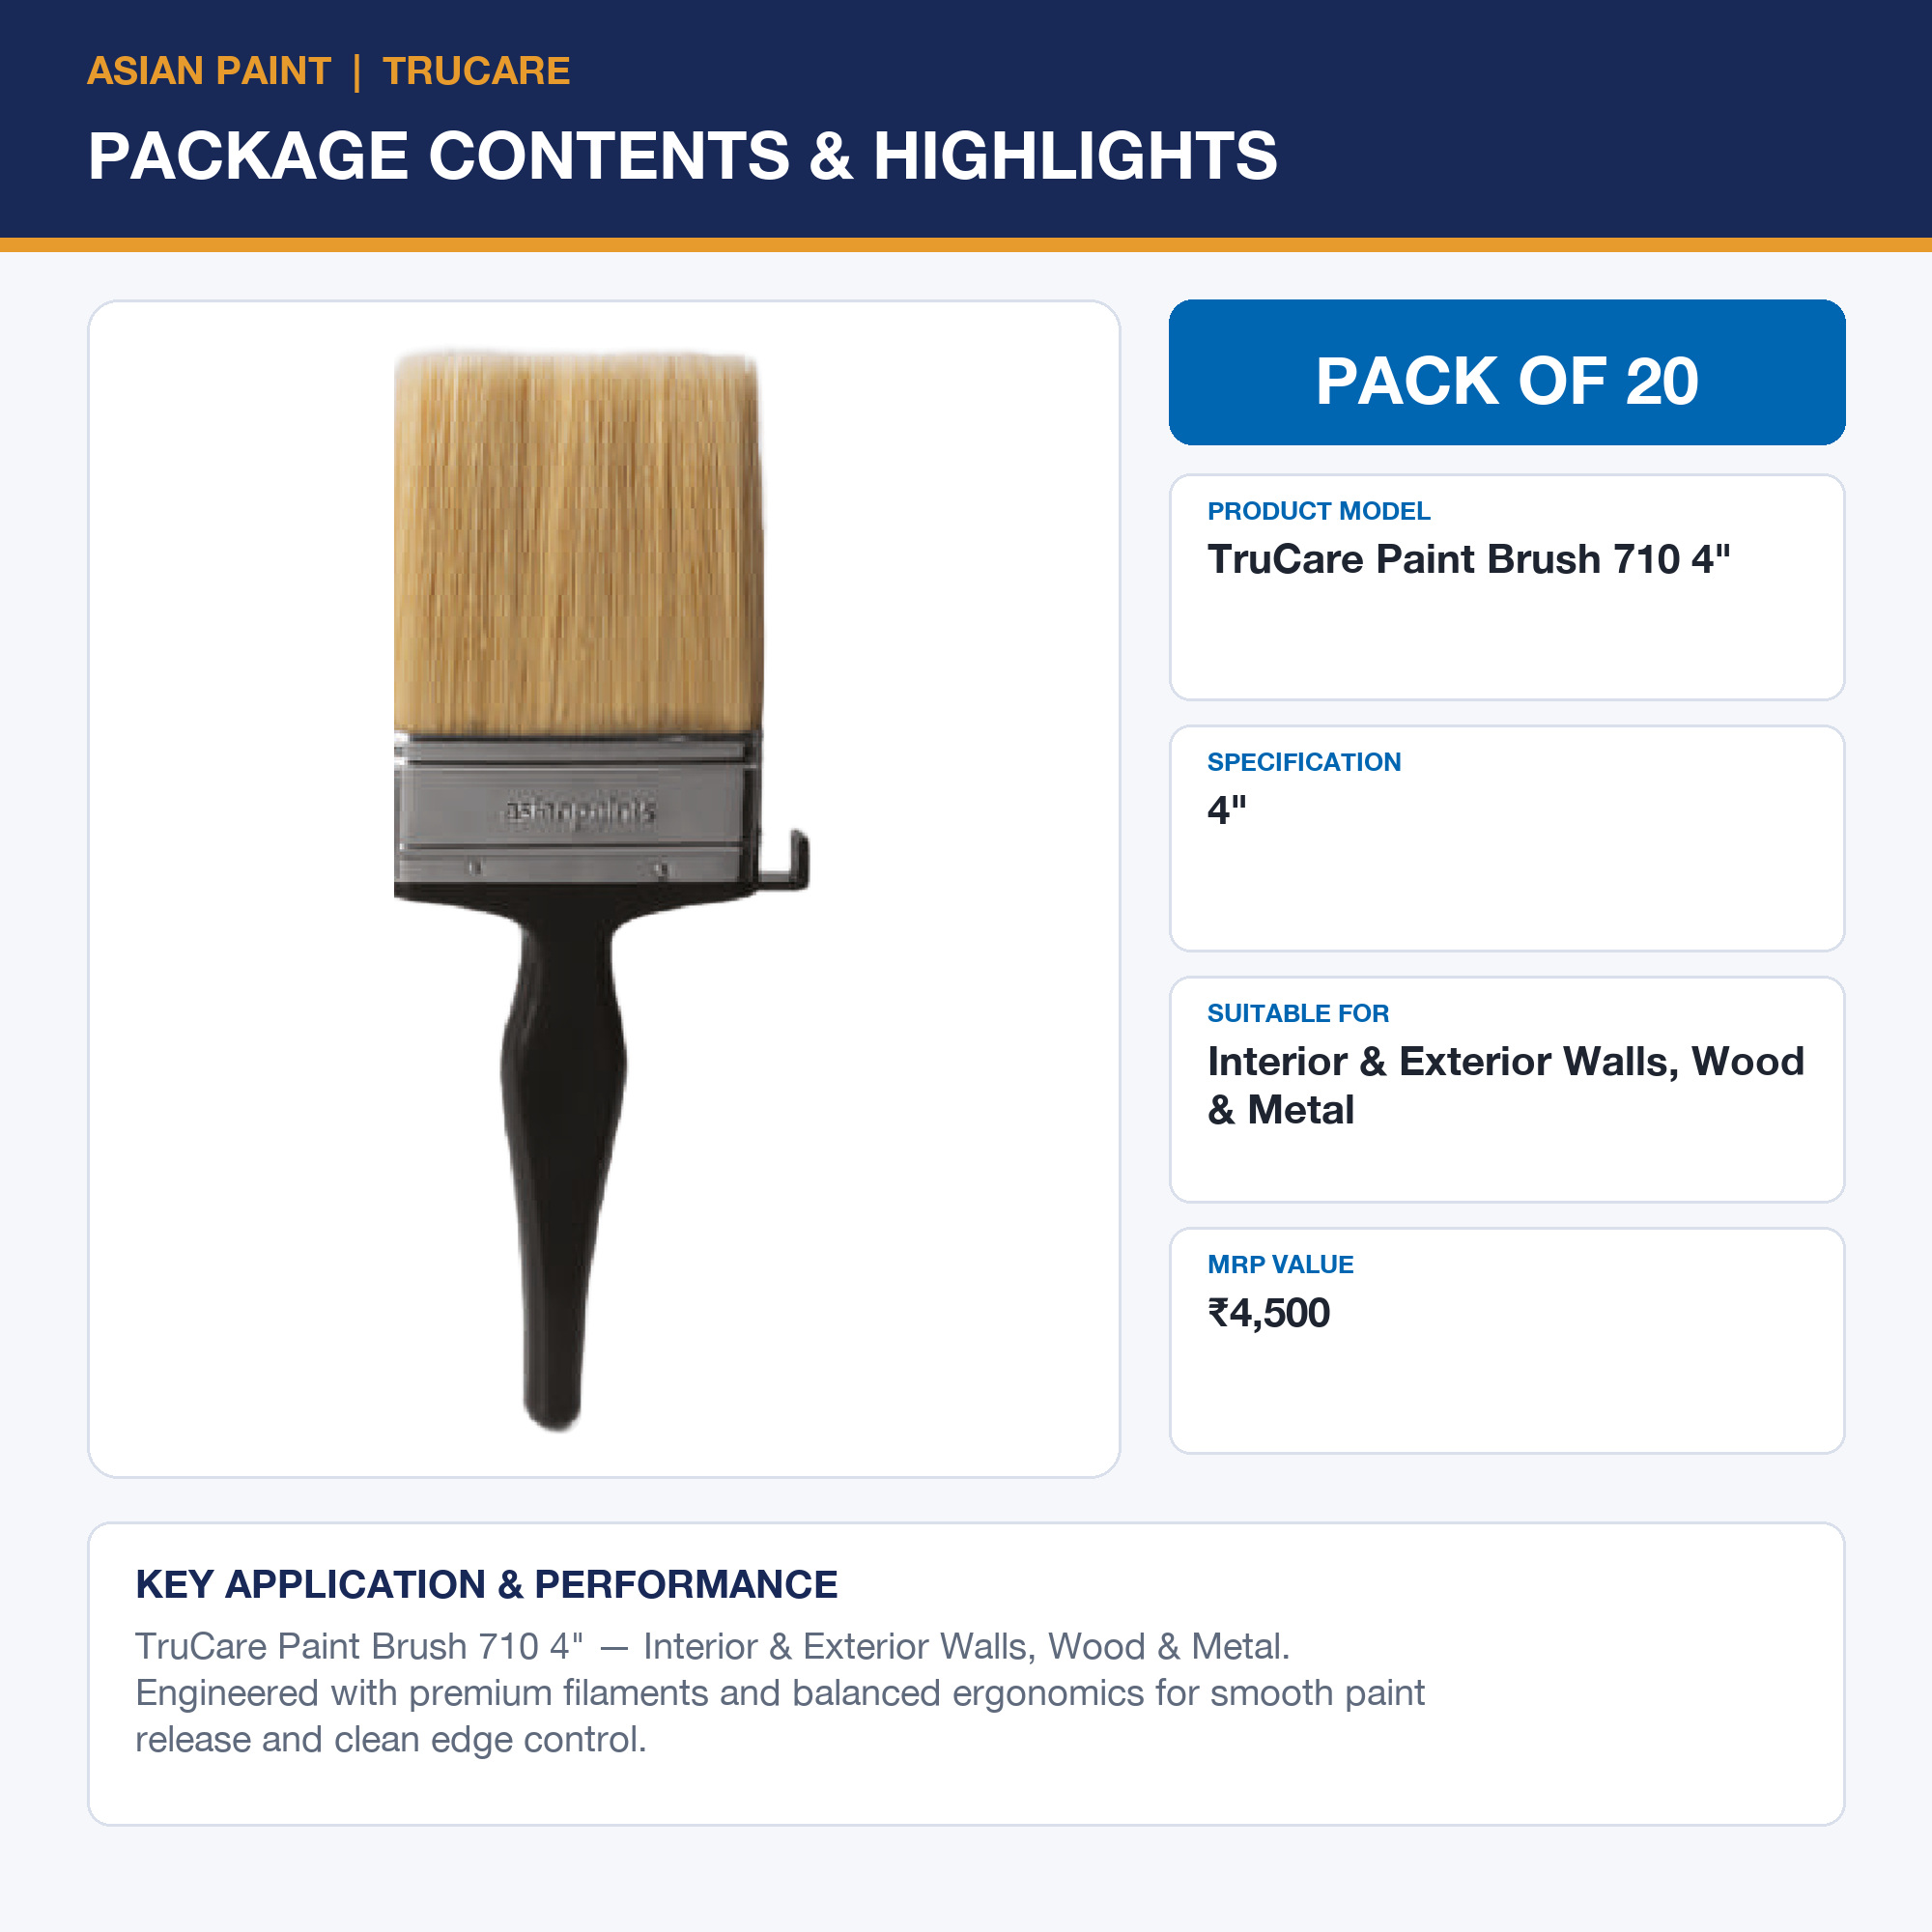 ASIAN PAINT | TRUCARE
PACKAGE CONTENTS & HIGHLIGHTS
PACK OF 20
PRODUCT MODEL
TruCare Paint Brush 710 4"
SPECIFICATION
4"
SUITABLE FOR
Interior & Exterior Walls, Wood
& Metal
MRP VALUE
₹4,500
KEY APPLICATION & PERFORMANCE
TruCare Paint Brush 710 4" — Interior & Exterior Walls, Wood & Metal.
Engineered with premium filaments and balanced ergonomics for smooth paint
release and clean edge control.